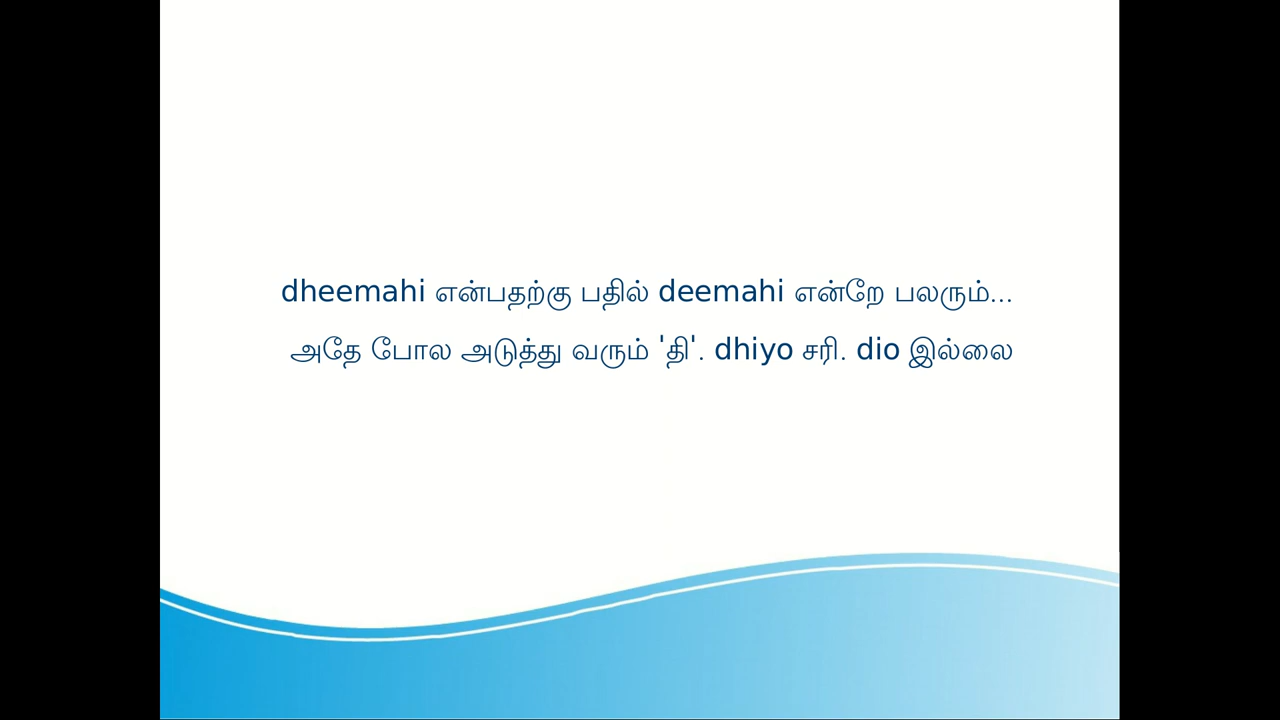 dheemahi என்பதற்கு பதில் deemahi என்றே பலரும்...
அதே போல அடுத்து வரும் 'தி'. dhiyo சரி. dio இல்லை